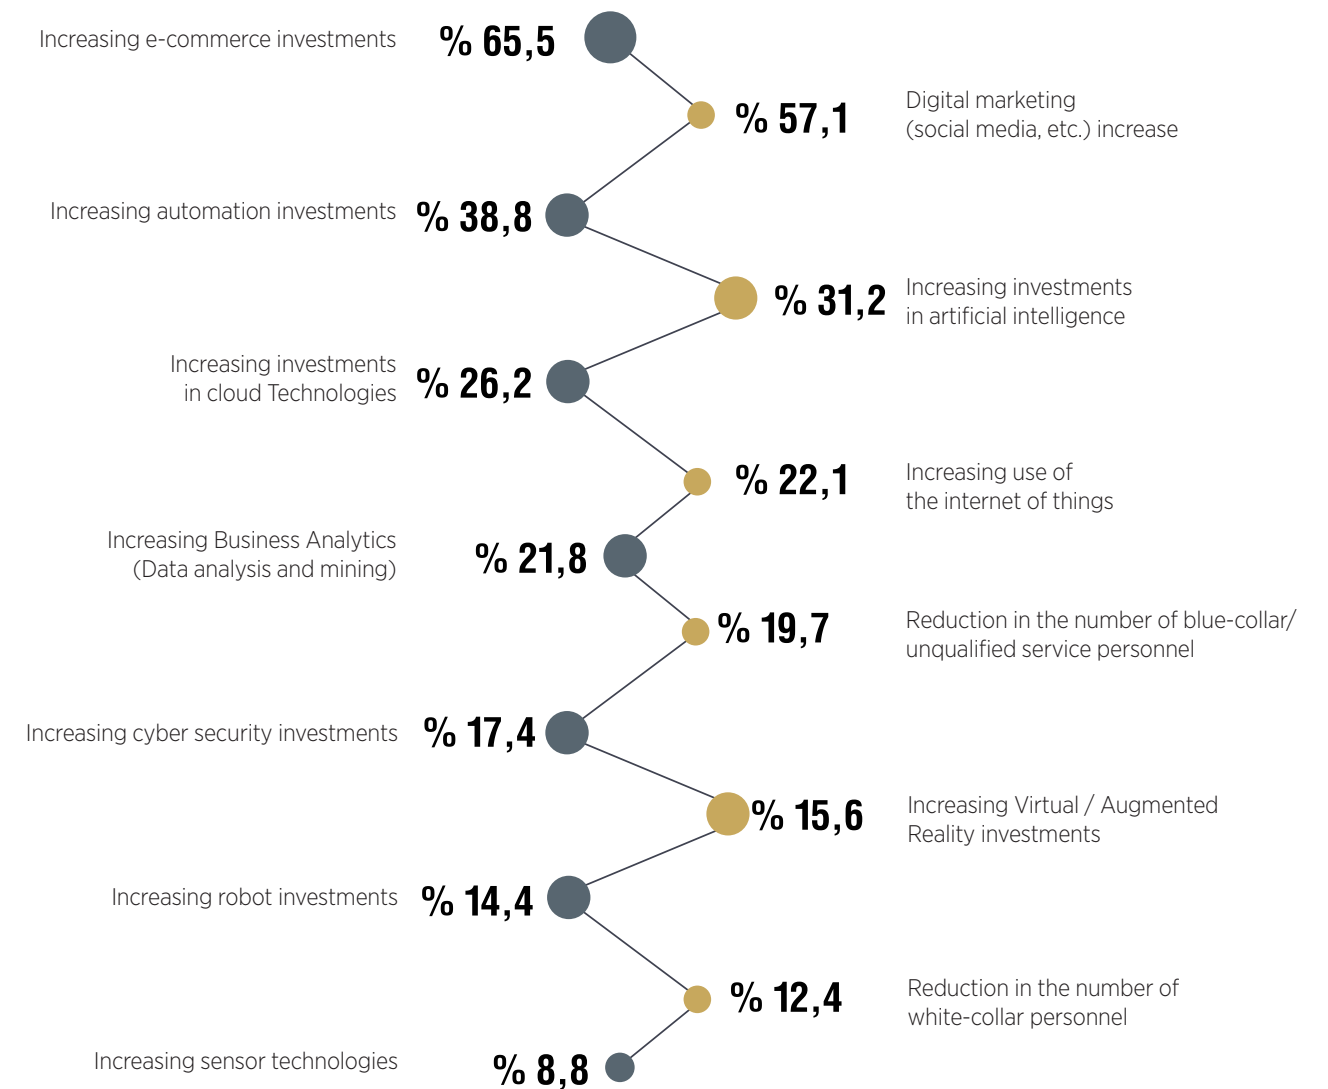 Increasing e-commerce investments
% 65,5
% 57,1
Digital marketing
(social media, etc.) increase
Increasing automation investments
% 38,8
% 31,2
Increasing investments
in artificial intelligence
Increasing investments
in cloud Technologies
% 26,2
% 22,1
Increasing use of
the internet of things
Increasing Business Analytics
(Data analysis and mining)
% 21,8
% 19,7
Reduction in the number of blue-collar/
unqualified service personnel
Increasing cyber security investments
% 17,4
% 15,6
Increasing Virtual / Augmented
Reality investments
Increasing robot investments
% 14,4
% 12,4
Reduction in the number of
white-collar personnel
Increasing sensor technologies
% 8,8